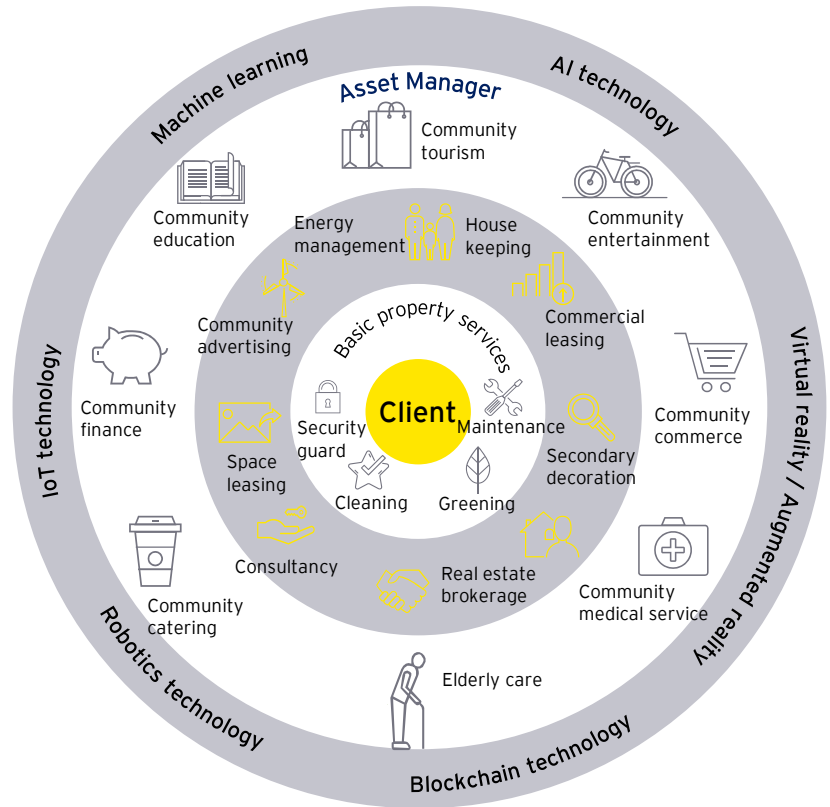 Machine learning
AI technology
Asset Manager
Community
tourism
Community
education
Community
entertainment
Energy
management
House
keeping
Community
advertising
Commercial
leasing
Basic property services
IoT technology
Virtual reality / Augmented reality
Community
finance
Community
commerce
Client
Security
guard
Maintenance
Space
leasing
Secondary
decoration
Cleaning
Greening
Consultancy
Real estate
brokerage
Community
catering
Community
medical service
Robotics technology
Elderly care
Blockchain technology